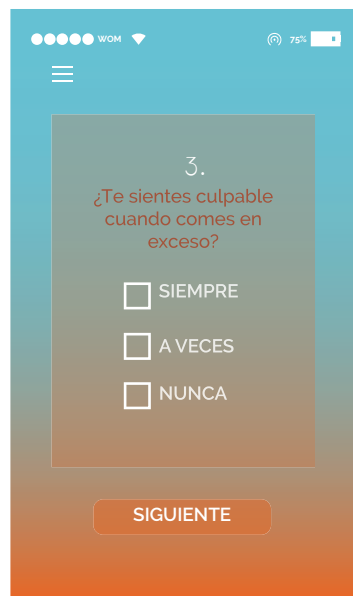 WOM 75%
3.
¿Te sientes culpable
cuando comes en
exceso?
SIEMPRE
A VECES
NUNCA
SIGUIENTE